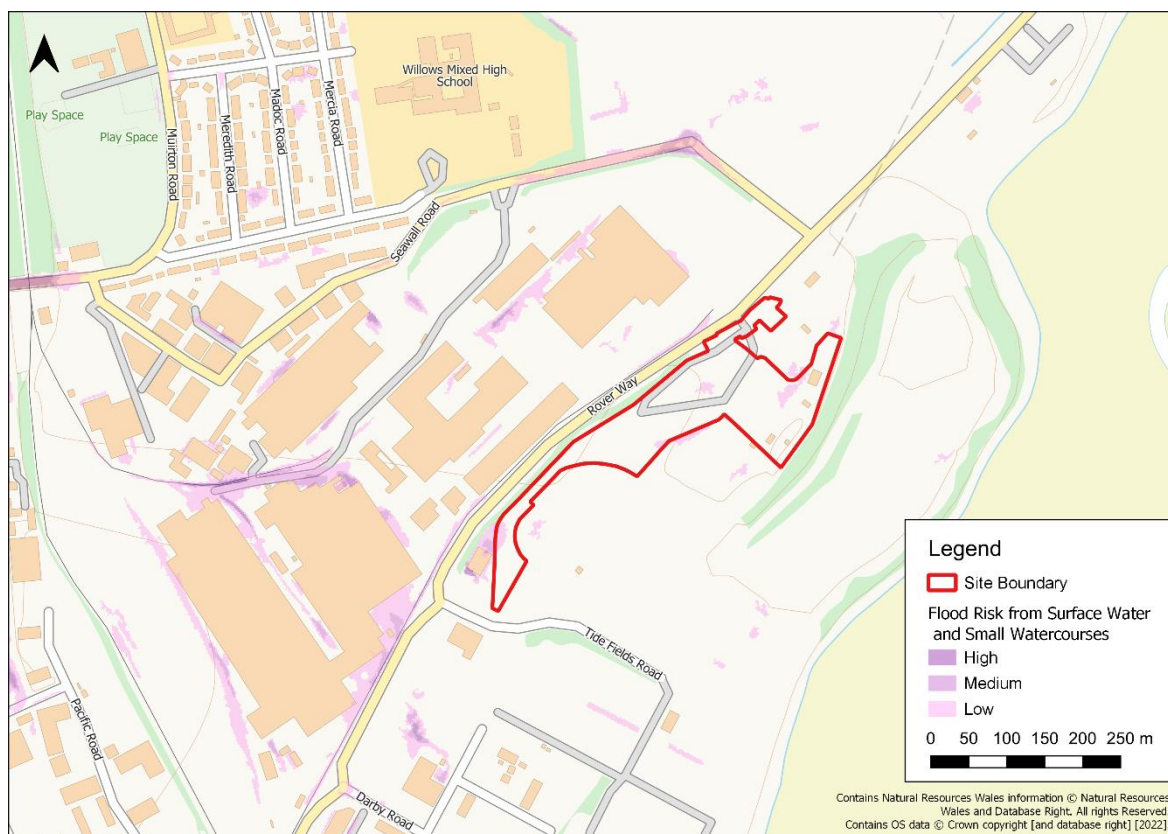 Willows Mixed High
School
Play Space
Play Space
Muirton Road
Meredith Road
Madoc Road
Mercia Road
Seawall Road
Rover Way
Tide Fields Road
Pacific Road
Darby Road
Legend
Site Boundary
Flood Risk from Surface Water
and Small Watercourses
High
Medium
Low
0 50 100 150 200 250 m
Contains Natural Resources Wales information © Natural Resources
Wales and Database Right. All rights Reserved
Contains OS data © Crown copyright [and database right] [2022]